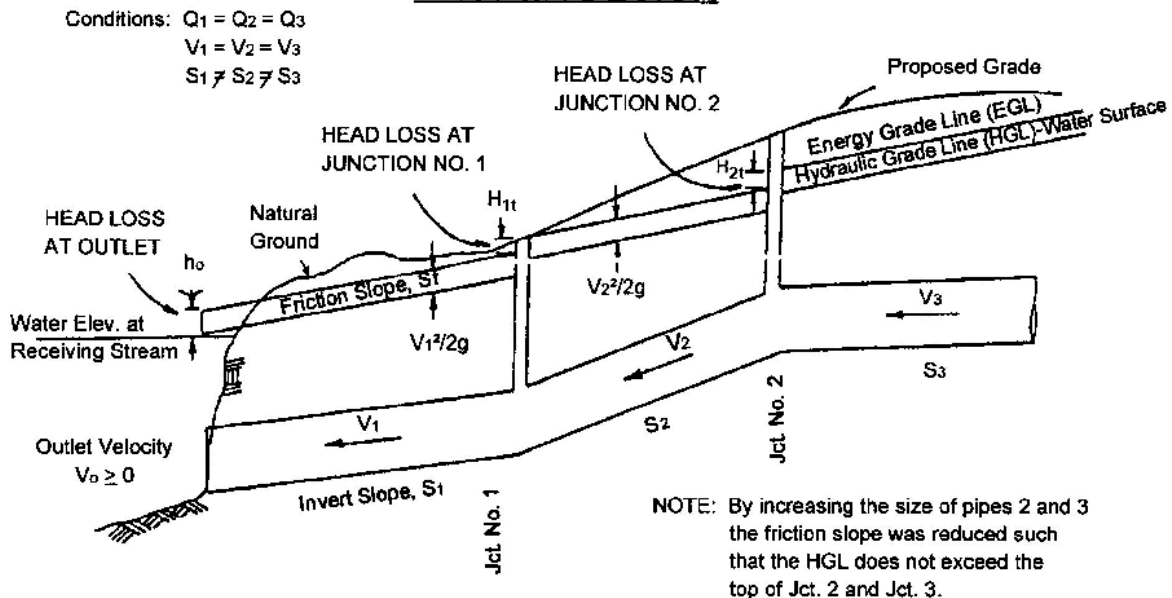 Conditions: Q1 = Q2 = Q3
V1 = V2 = V3
S1 ≠ S2 ≠ S3
HEAD LOSS AT
JUNCTION NO. 2
Proposed Grade
HEAD LOSS AT
JUNCTION NO. 1
Energy Grade Line (EGL)
Hydraulic Grade Line (HGL)-Water Surface
H2t
H1t
HEAD LOSS
AT OUTLET
Natural
Ground
ho
Friction Slope, Sf
V2²/2g
V1²/2g
Water Elev. at
Receiving Stream
V3
V2
S3
S2
V1
Outlet Velocity
Vo ≥ 0
Invert Slope, S1
Jct. No. 1
Jct. No. 2
NOTE: By increasing the size of pipes 2 and 3
the friction slope was reduced such
that the HGL does not exceed the
top of Jct. 2 and Jct. 3.